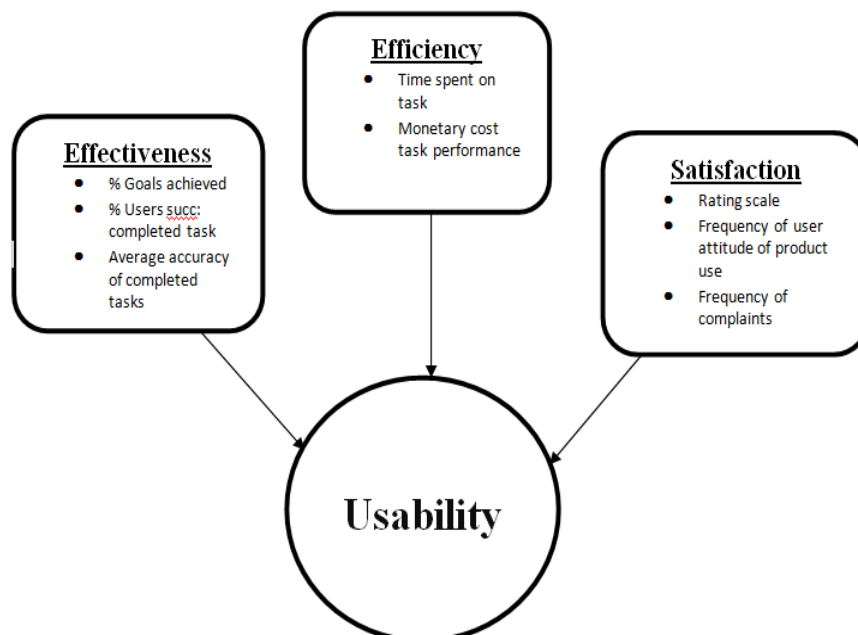 Efficiency
● Time spent on
task
● Monetary cost
task performance
Effectiveness
● % Goals achieved
● % Users succ:
completed task
● Average accuracy
of completed
tasks
Satisfaction
● Rating scale
● Frequency of user
attitude of product
use
● Frequency of
complaints
Usability